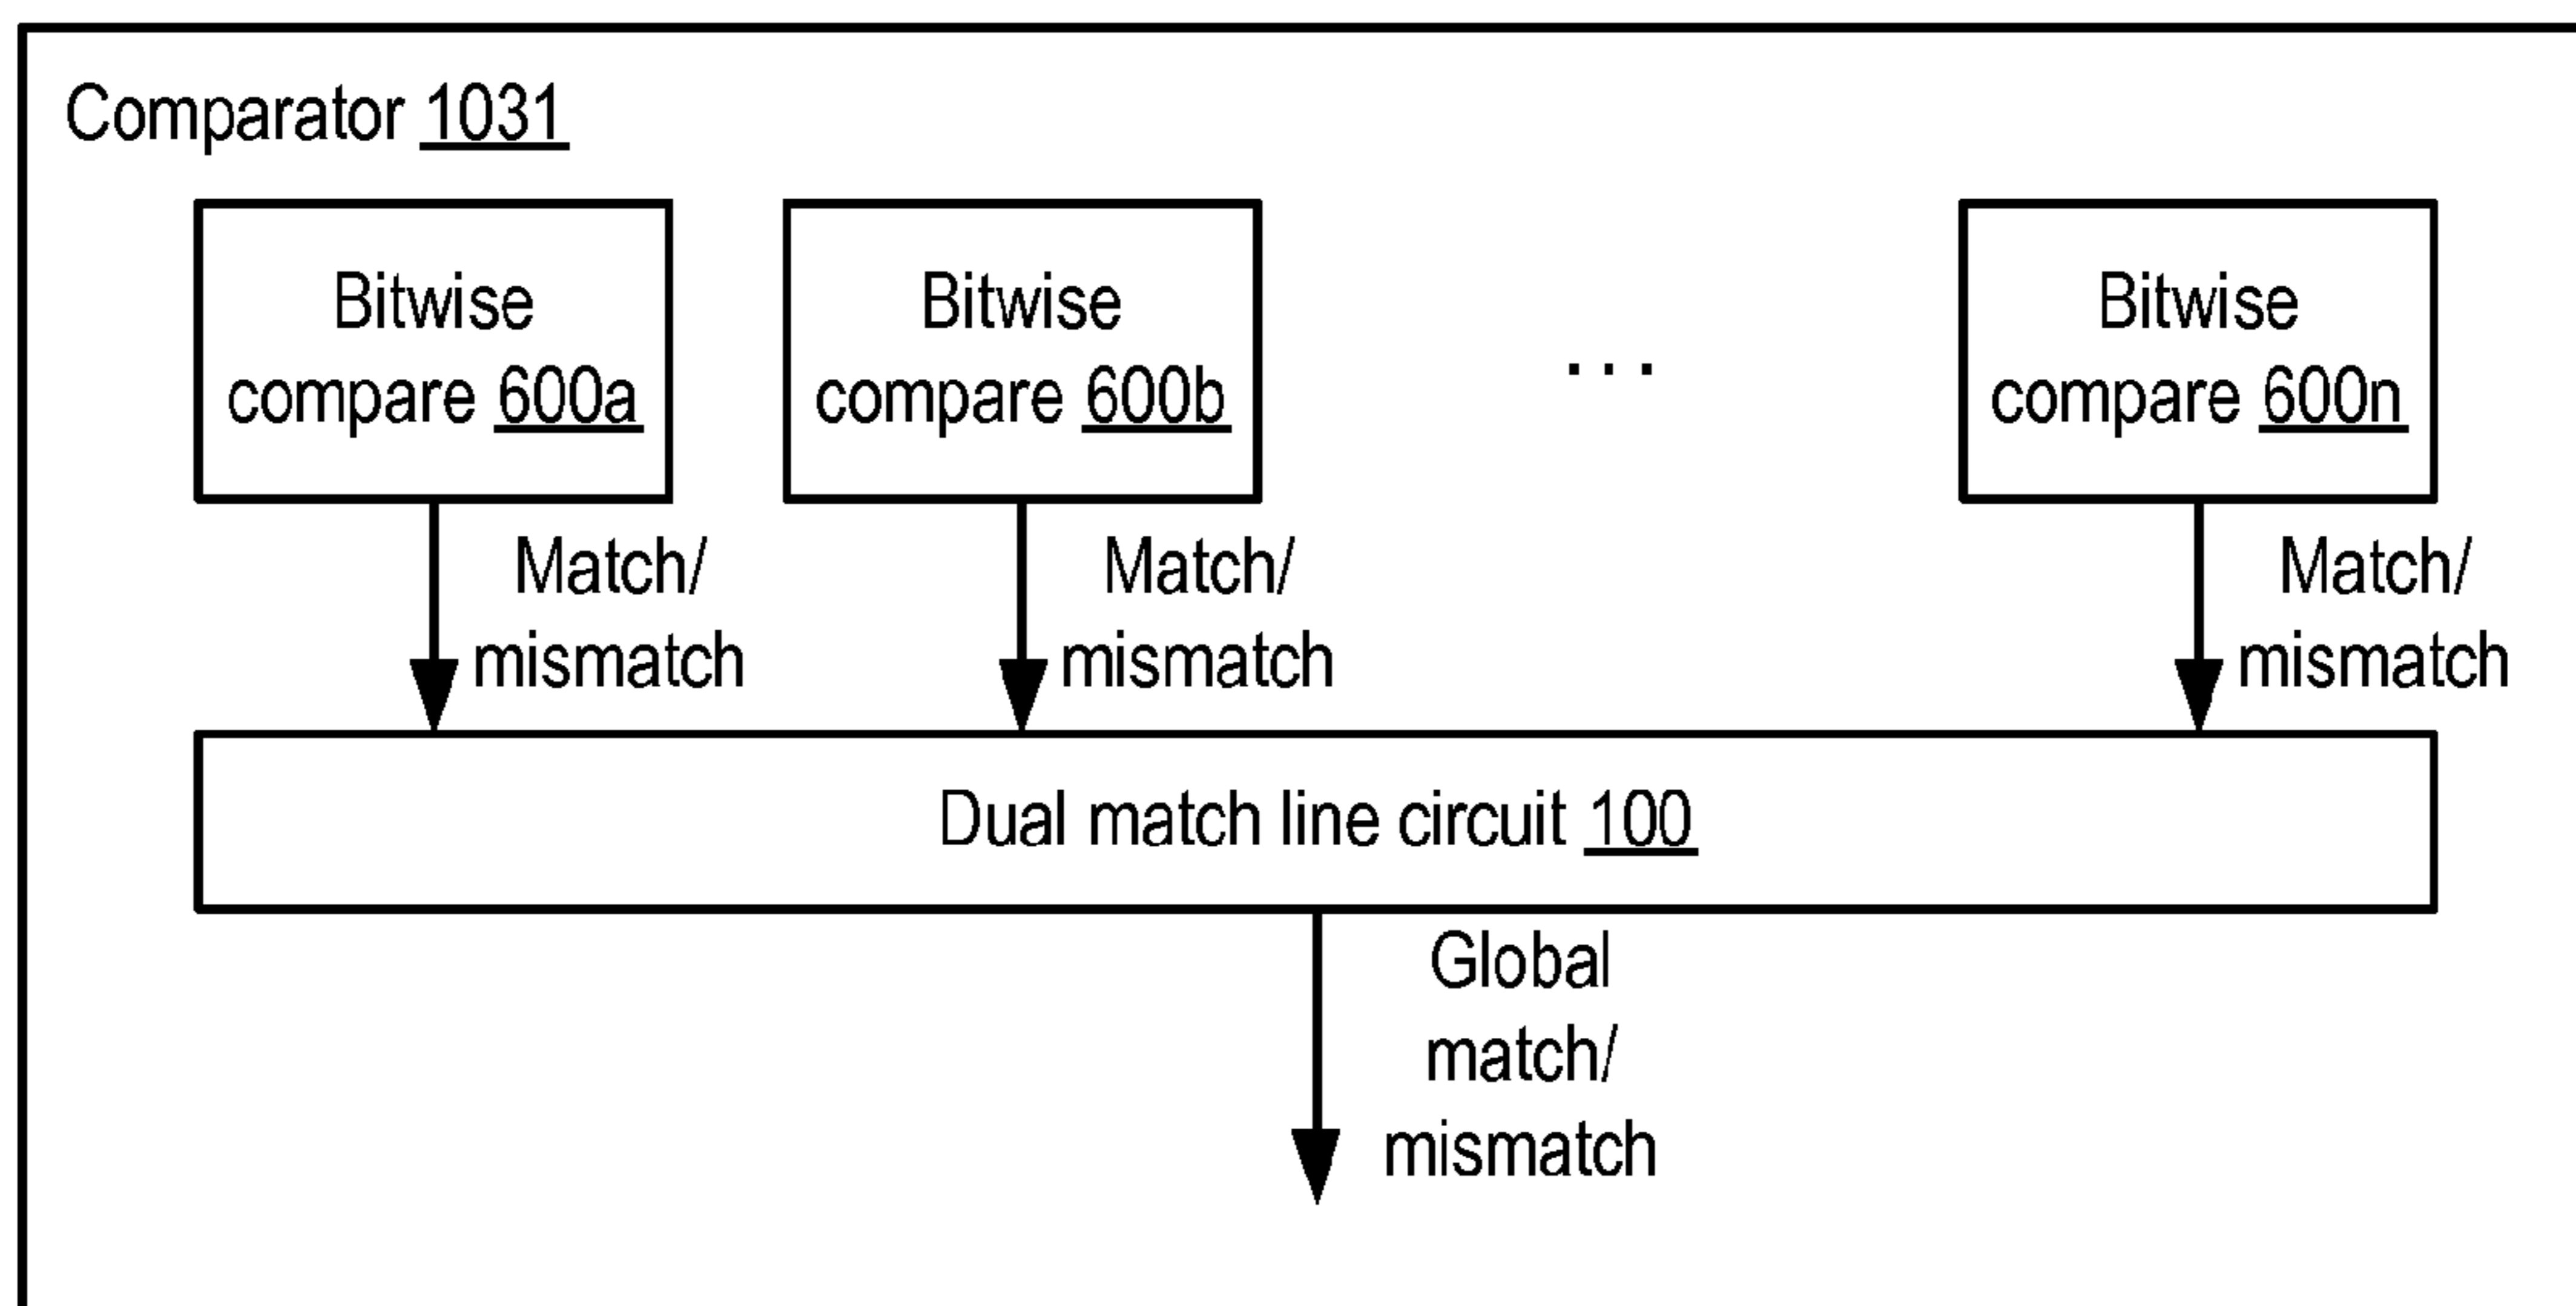 Comparator 1031
Bitwise
compare 600a
Bitwise
compare 600b
...
Bitwise
compare 600n
Match/
mismatch
Match/
mismatch
Match/
mismatch
Dual match line circuit 100
Global
match/
mismatch